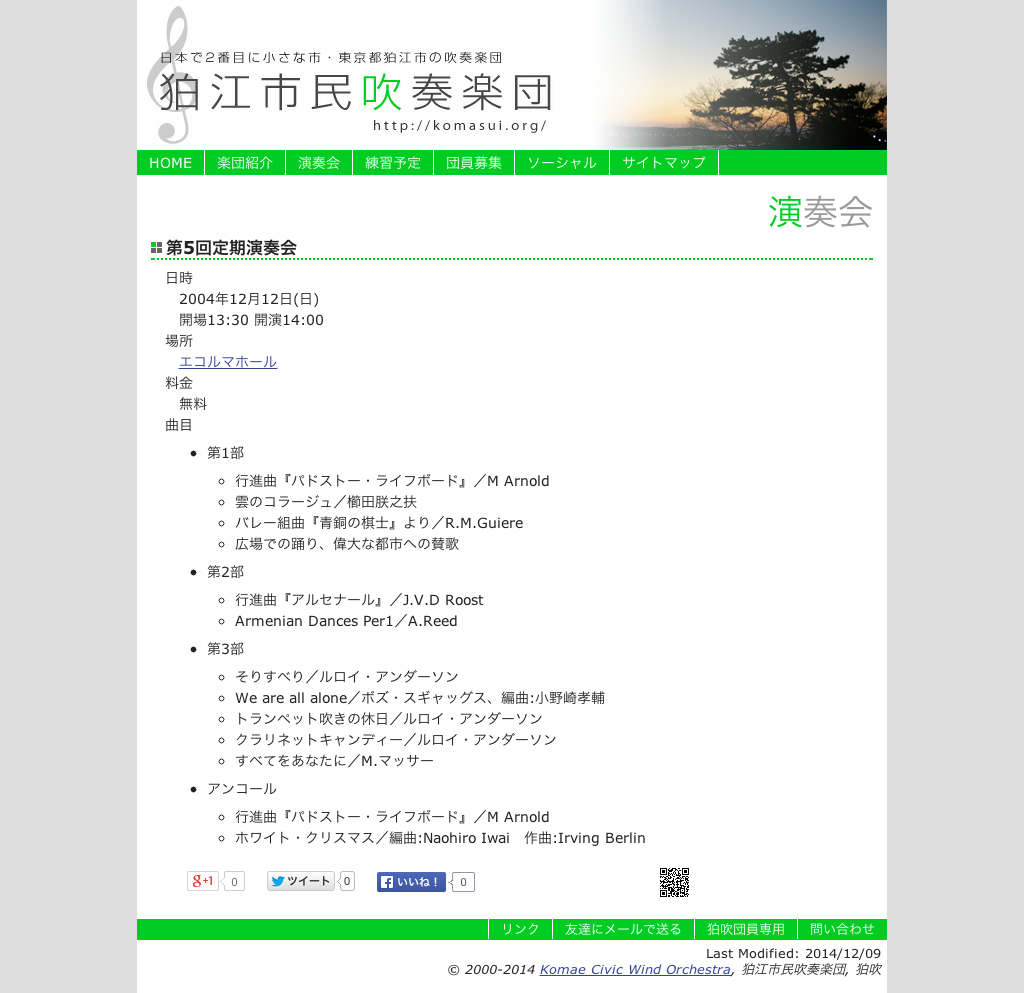 日本で2番目に小さな市・東京都狛江市の吹奏楽団
狛江市民吹奏楽団
http://komasui.org/
HOME 楽団紹介 演奏会 練習予定 団員募集 ソーシャル サイトマップ
演奏会
第5回定期演奏会
日時
2004年12月12日(日)
開場13:30 開演14:00
場所
エコルマホール
料金
無料
曲目
第1部
行進曲『パドストー・ライフボード』／M Arnold
雲のコラージュ／櫛田朕之扶
バレー組曲『青銅の棋士』より／R.M.Guiere
広場での踊り、偉大な都市への賛歌
第2部
行進曲『アルセナール』／J.V.D Roost
Armenian Dances Per1／A.Reed
第3部
そりすべり／ルロイ・アンダーソン
We are all alone／ボズ・スギャッグス、編曲:小野崎孝輔
トランペット吹きの休日／ルロイ・アンダーソン
クラリネットキャンディー／ルロイ・アンダーソン
すべてをあなたに／M.マッサー
アンコール
行進曲『パドストー・ライフボード』／M Arnold
ホワイト・クリスマス／編曲:Naohiro Iwai　作曲:Irving Berlin
g+1 0 ツイート 0 いいね！ 0
リンク 友達にメールで送る 狛吹団員専用 問い合わせ
Last Modified: 2014/12/09
© 2000-2014 Komae Civic Wind Orchestra, 狛江市民吹奏楽団, 狛吹